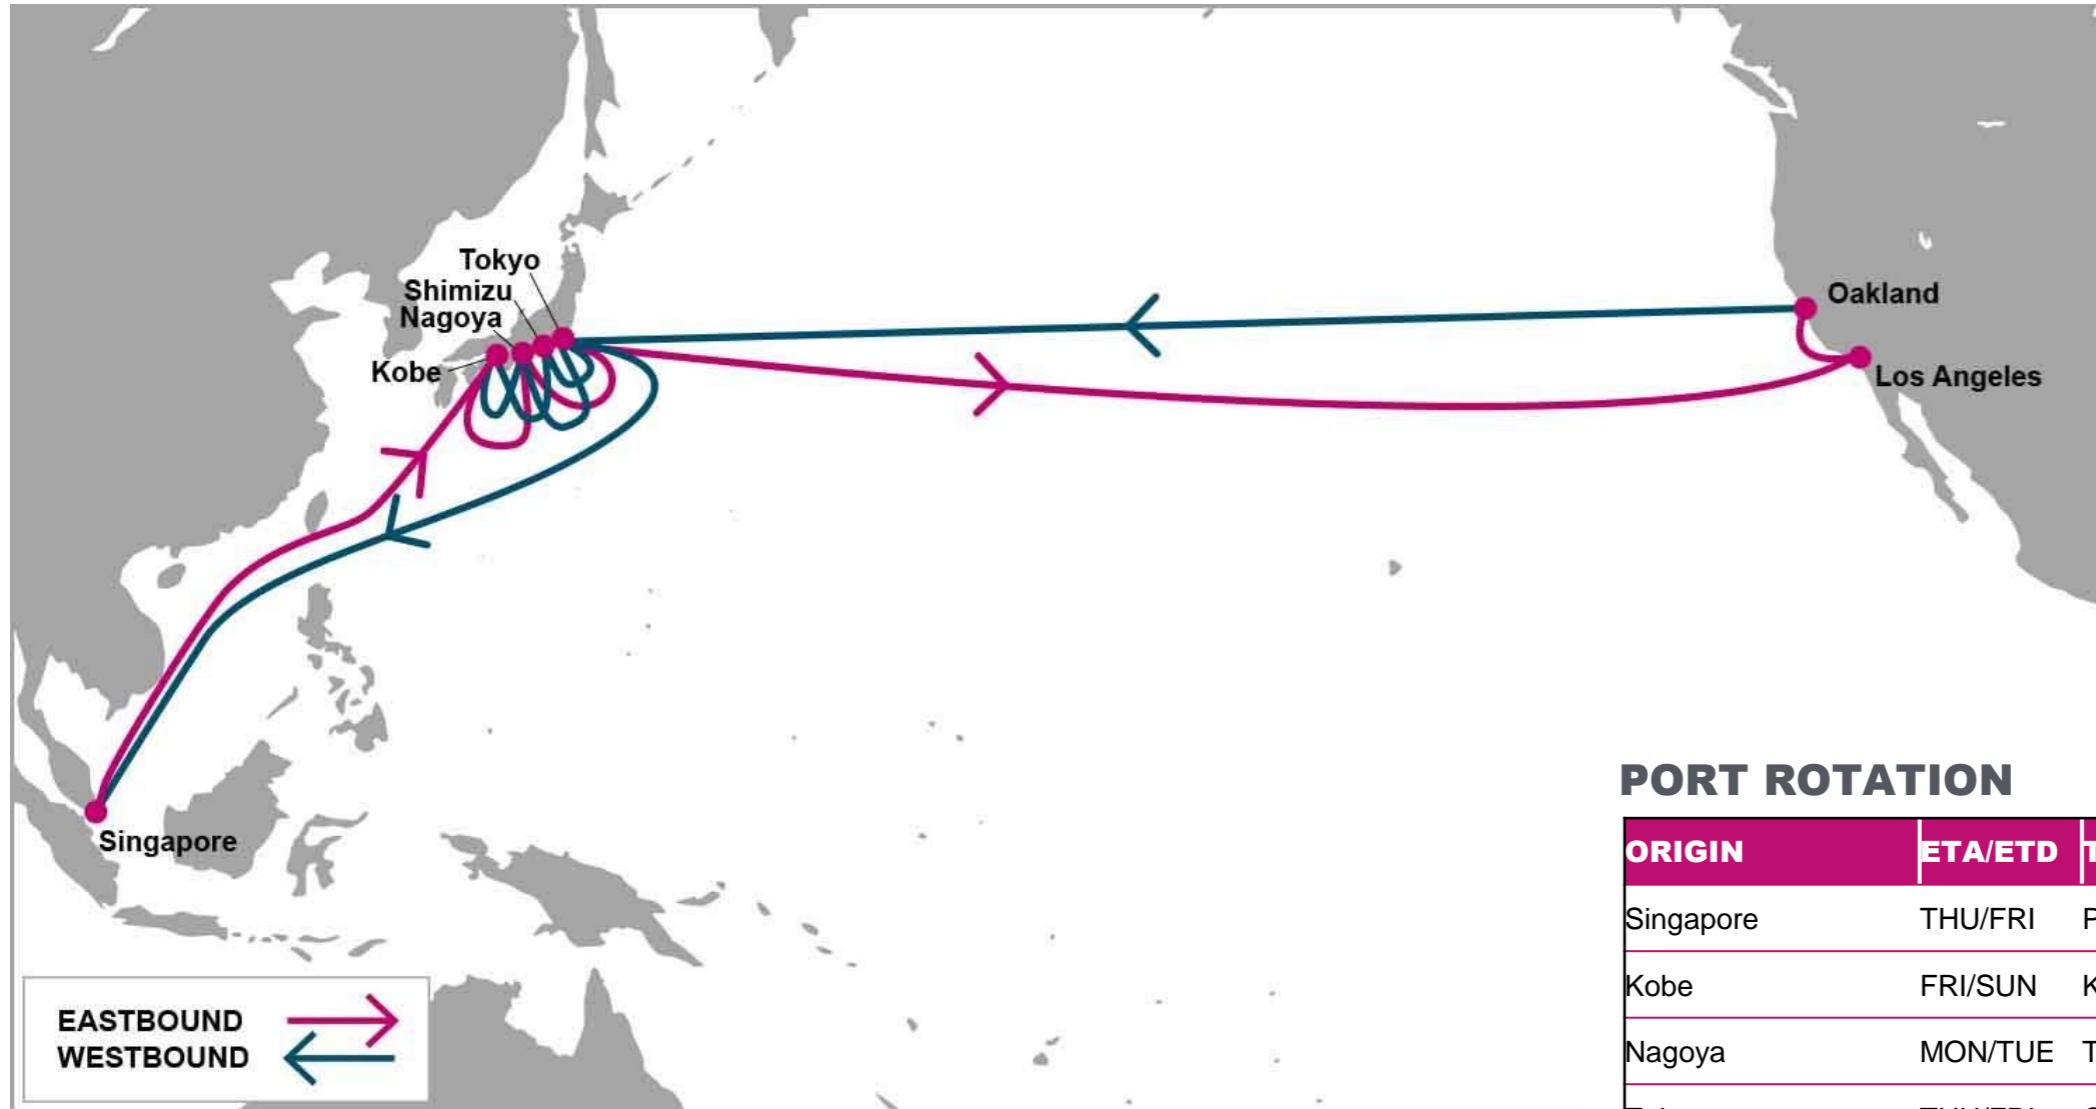 Tokyo
Shimizu
Nagoya
Kobe
Oakland
Los Angeles
Singapore
EASTBOUND
WESTBOUND
PORT ROTATION
ORIGIN ETA/ETD T
Singapore THU/FRI P
Kobe FRI/SUN K
Nagoya MON/TUE T